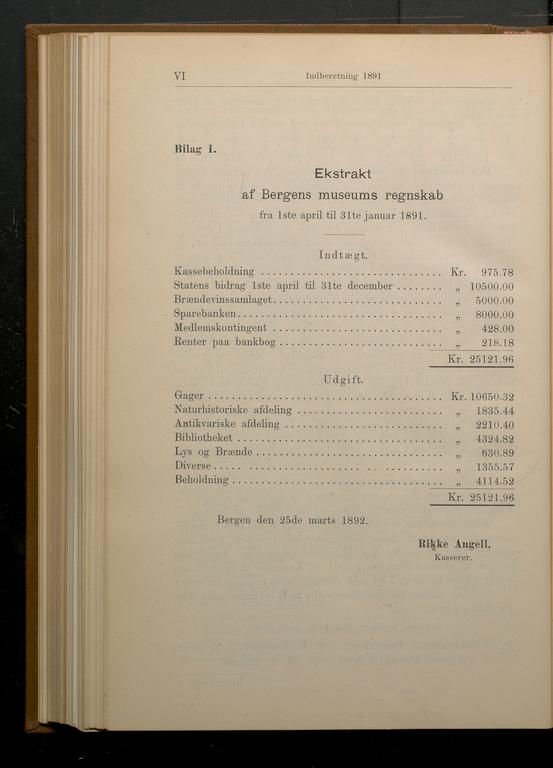 VI Indberetning 1891
Bilag I.
Ekstrakt
af Bergens museums regnskab
fra 1ste april til 31te januar 1891.
Indtægt.
Kassebeholdning . . . . . . . . . . . . . . . . . . . . . . . . . . . . . . Kr. 975.78
Statens bidrag 1ste april til 31te december . . . . . . . . „ 10500.00
Brændevinssamlaget . . . . . . . . . . . . . . . . . . . . . . . . . . . . „ 5000.00
Sparebanken . . . . . . . . . . . . . . . . . . . . . . . . . . . . . . . . . . „ 8000.00
Medlemskontingent . . . . . . . . . . . . . . . . . . . . . . . . . . . . . „ 428.00
Renter paa bankbog . . . . . . . . . . . . . . . . . . . . . . . . . . . . „ 218.18
Kr. 25121.96
Udgift.
Gager . . . . . . . . . . . . . . . . . . . . . . . . . . . . . . . . . . . . . . . Kr. 10650.32
Naturhistoriske afdeling . . . . . . . . . . . . . . . . . . . . . . . . . „ 1835.44
Antikvariske afdeling . . . . . . . . . . . . . . . . . . . . . . . . . . . „ 2210.40
Bibliotheket . . . . . . . . . . . . . . . . . . . . . . . . . . . . . . . . . . . „ 4324.82
Lys og Brænde . . . . . . . . . . . . . . . . . . . . . . . . . . . . . . . . „ 630.89
Diverse . . . . . . . . . . . . . . . . . . . . . . . . . . . . . . . . . . . . . . „ 1355.57
Beholdning . . . . . . . . . . . . . . . . . . . . . . . . . . . . . . . . . . . „ 4114.52
Kr. 25121.96
Bergen den 25de marts 1892.
Rikke Angell,
Kasserer.